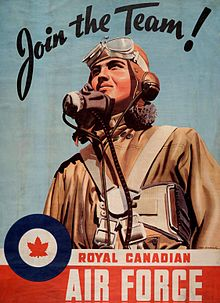 Join the Team!
ROYAL CANADIAN
AIR FORCE